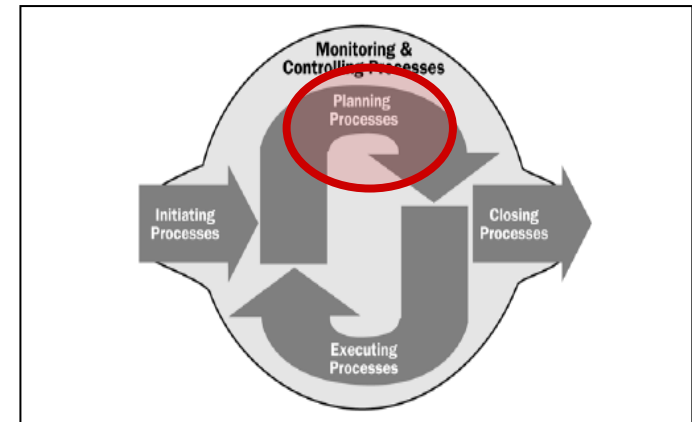 Monitoring &
Controlling Processes
Planning
Processes
Initiating
Processes
Closing
Processes
Executing
Processes